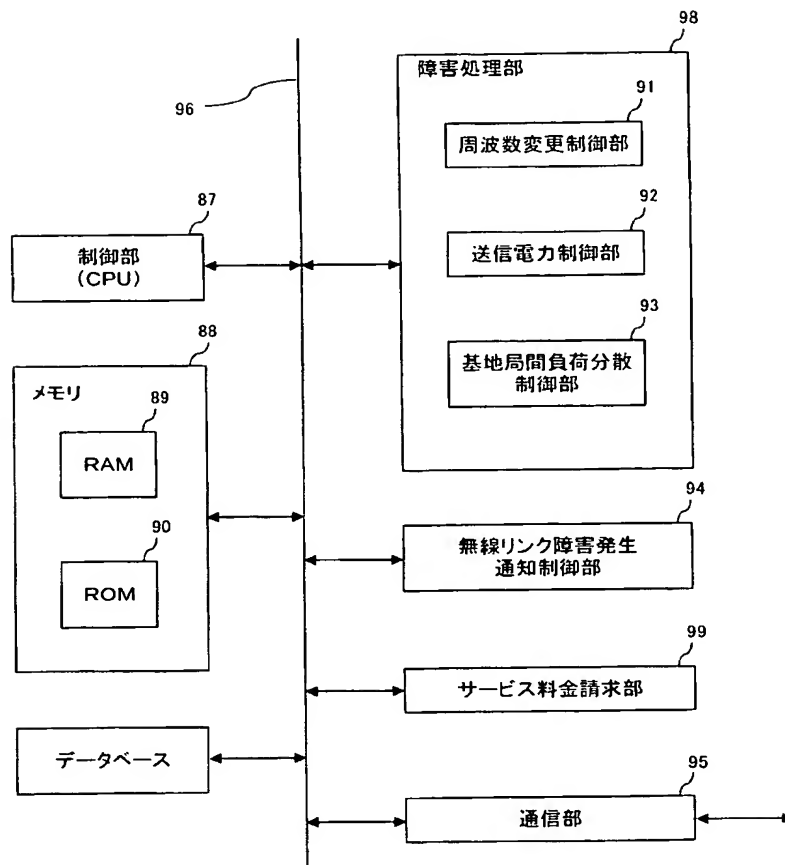 98
障害処理部
96
91
周波数変更制御部
87
制御部
(CPU)
92
送信電力制御部
93
基地局間負荷分散
制御部
88
メモリ
89
RAM
90
ROM
94
無線リンク障害発生
通知制御部
99
サービス料金請求部
データベース
95
通信部